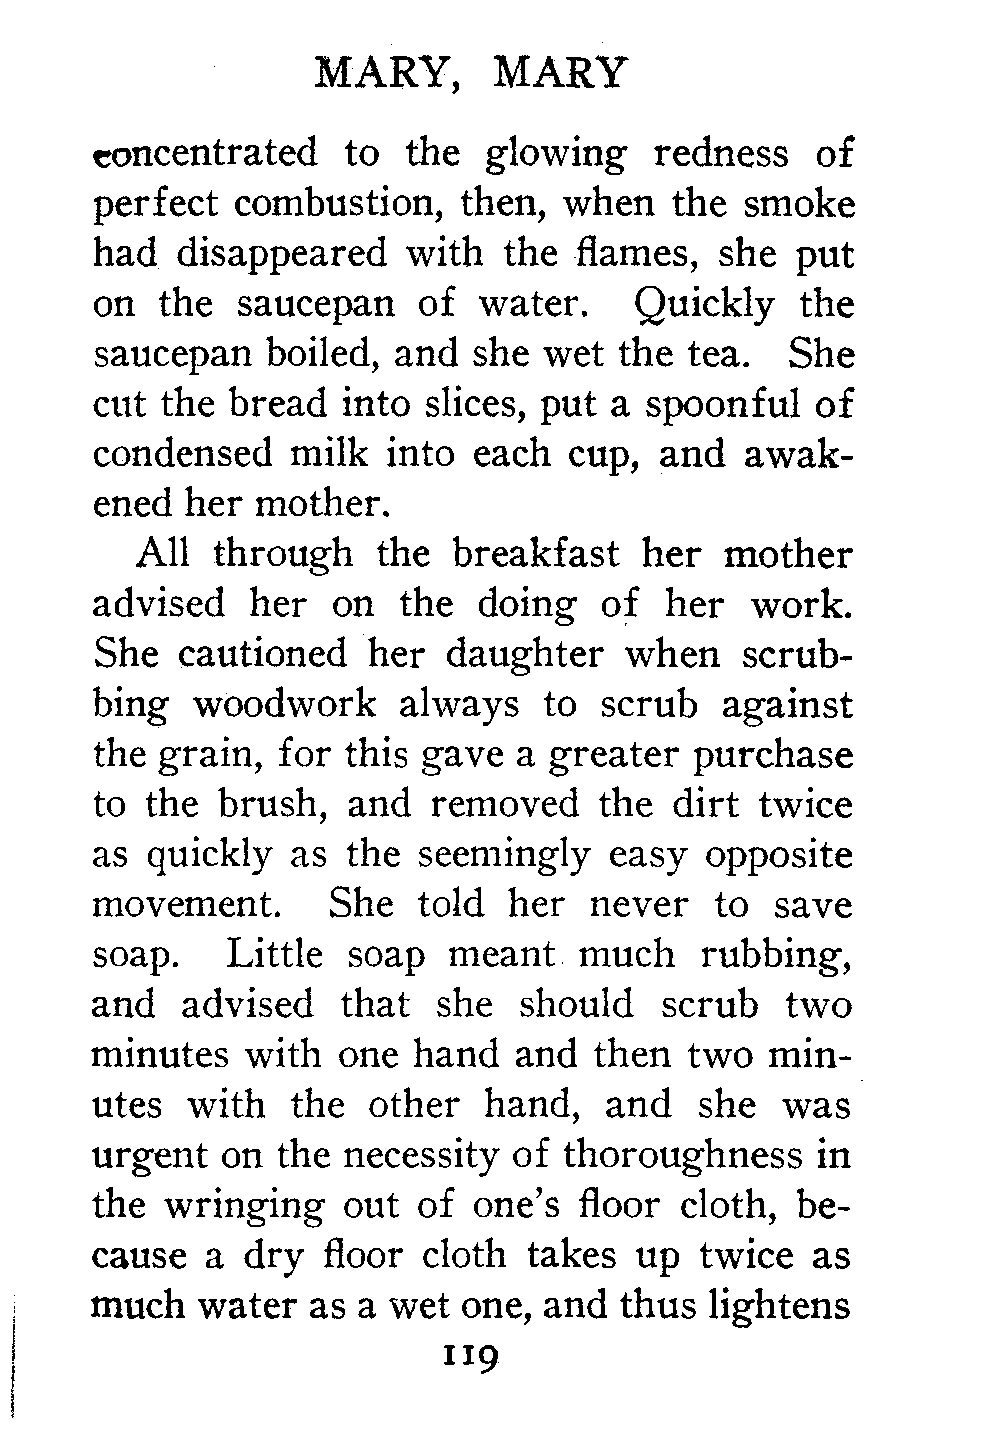 MARY, MARY
concentrated to the glowing redness of
perfect combustion, then, when the smoke
had disappeared with the flames, she put
on the saucepan of water. Quickly the
saucepan boiled, and she wet the tea. She
cut the bread into slices, put a spoonful of
condensed milk into each cup, and awak-
ened her mother.
All through the breakfast her mother
advised her on the doing of her work.
She cautioned her daughter when scrub-
bing woodwork always to scrub against
the grain, for this gave a greater purchase
to the brush, and removed the dirt twice
as quickly as the seemingly easy opposite
movement. She told her never to save
soap. Little soap meant much rubbing,
and advised that she should scrub two
minutes with one hand and then two min-
utes with the other hand, and she was
urgent on the necessity of thoroughness in
the wringing out of one's floor cloth, be-
cause a dry floor cloth takes up twice as
much water as a wet one, and thus lightens
119